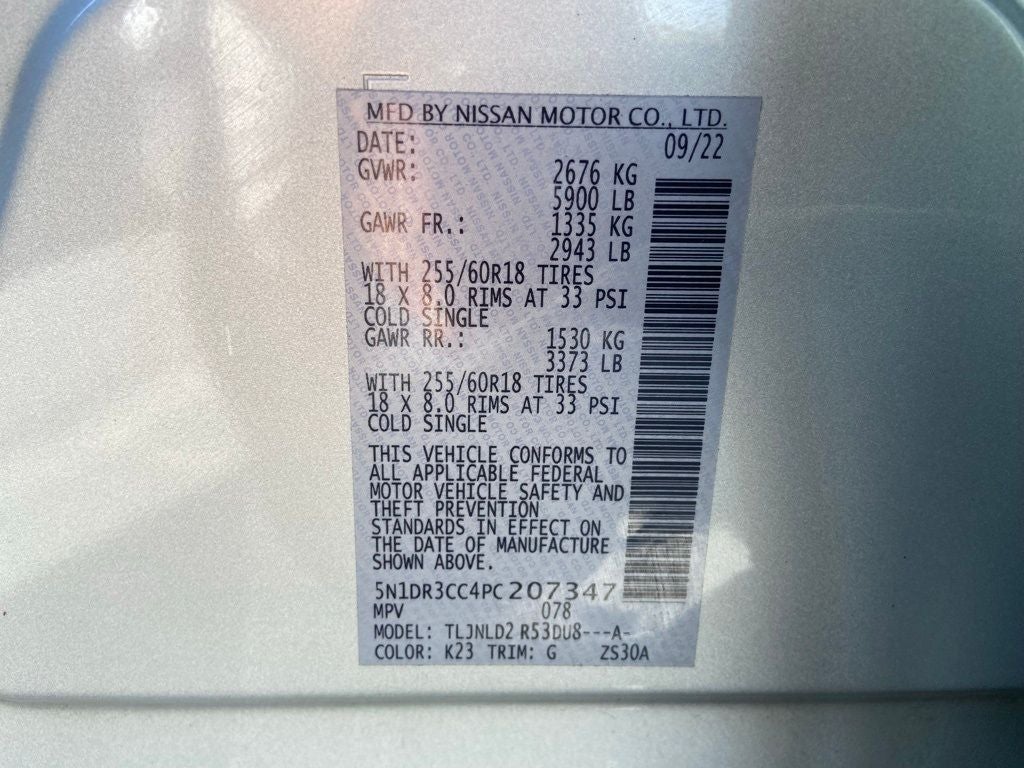 MFD BY NISSAN MOTOR CO., LTD.
DATE: 09/22
GVWR: 2676 KG
5900 LB
GAWR FR.: 1335 KG
2943 LB
WITH 255/60R18 TIRES
18 X 8.0 RIMS AT 33 PSI
COLD SINGLE
GAWR RR.: 1530 KG
3373 LB
WITH 255/60R18 TIRES
18 X 8.0 RIMS AT 33 PSI
COLD SINGLE
THIS VEHICLE CONFORMS TO
ALL APPLICABLE FEDERAL
MOTOR VEHICLE SAFETY AND
THEFT PREVENTION
STANDARDS IN EFFECT ON
THE DATE OF MANUFACTURE
SHOWN ABOVE.
5N1DR3CC4PC207347
MPV 078
MODEL: TLJNLD2 R53DU8---A-
COLOR: K23 TRIM: G ZS30A